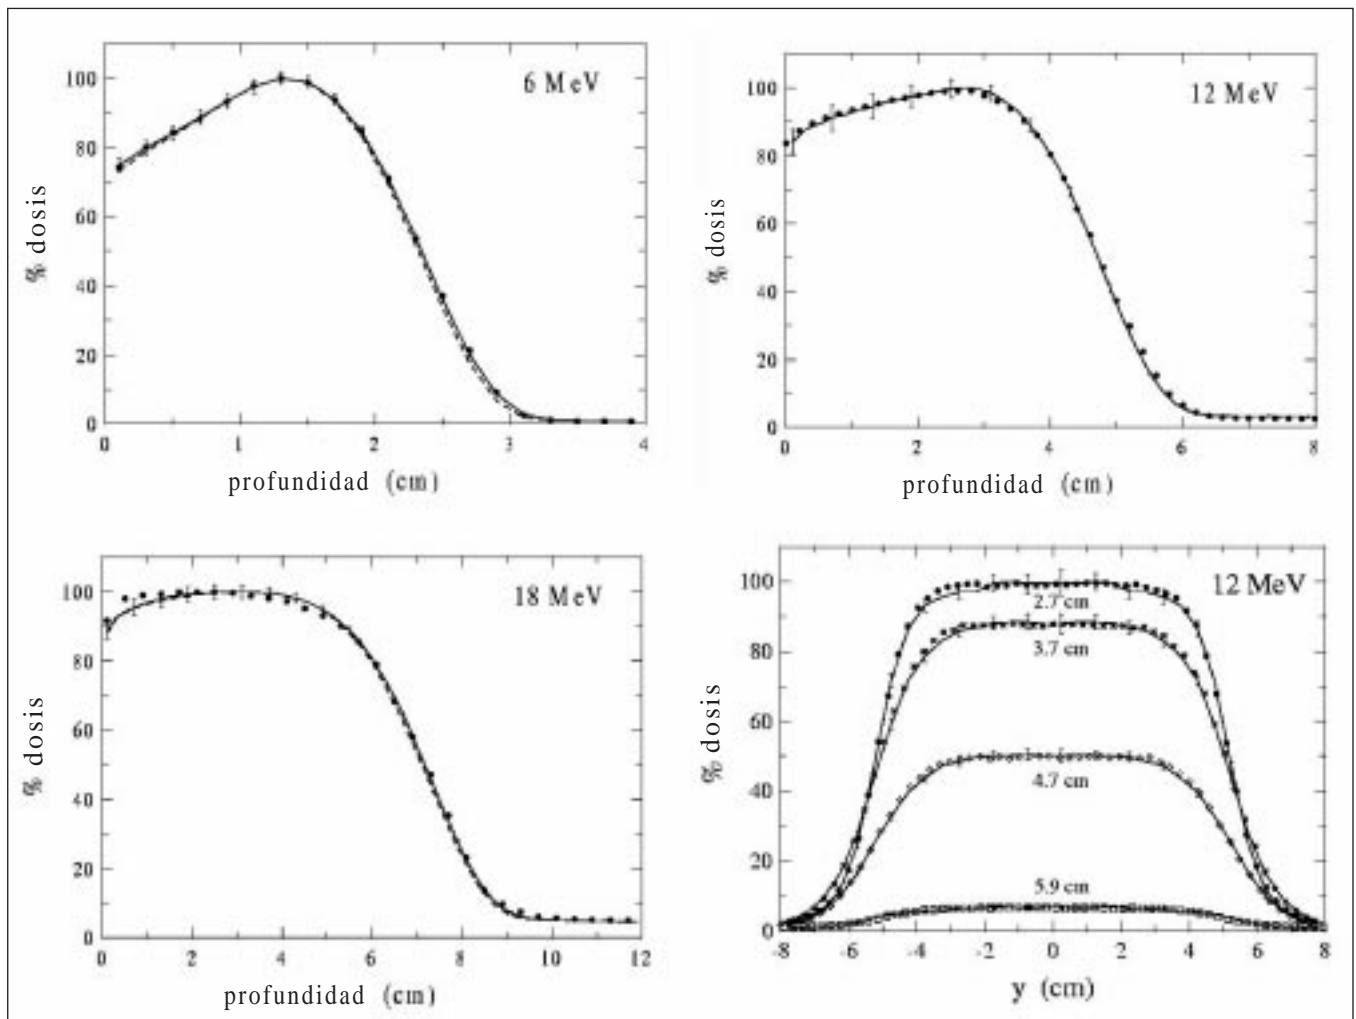 6 MeV
% dosis
100
80
60
40
20
0
0 1 2 3 4
profundidad (cm)
12 MeV
% dosis
100
80
60
40
20
0
0 2 4 6 8
profundidad (cm)
18 MeV
% dosis
100
80
60
40
20
0
0 2 4 6 8 10 12
profundidad (cm)
12 MeV
% dosis
100
80
60
40
20
0
2.7 cm
3.7 cm
4.7 cm
5.9 cm
-8 -6 -4 -2 0 2 4 6 8
y (cm)